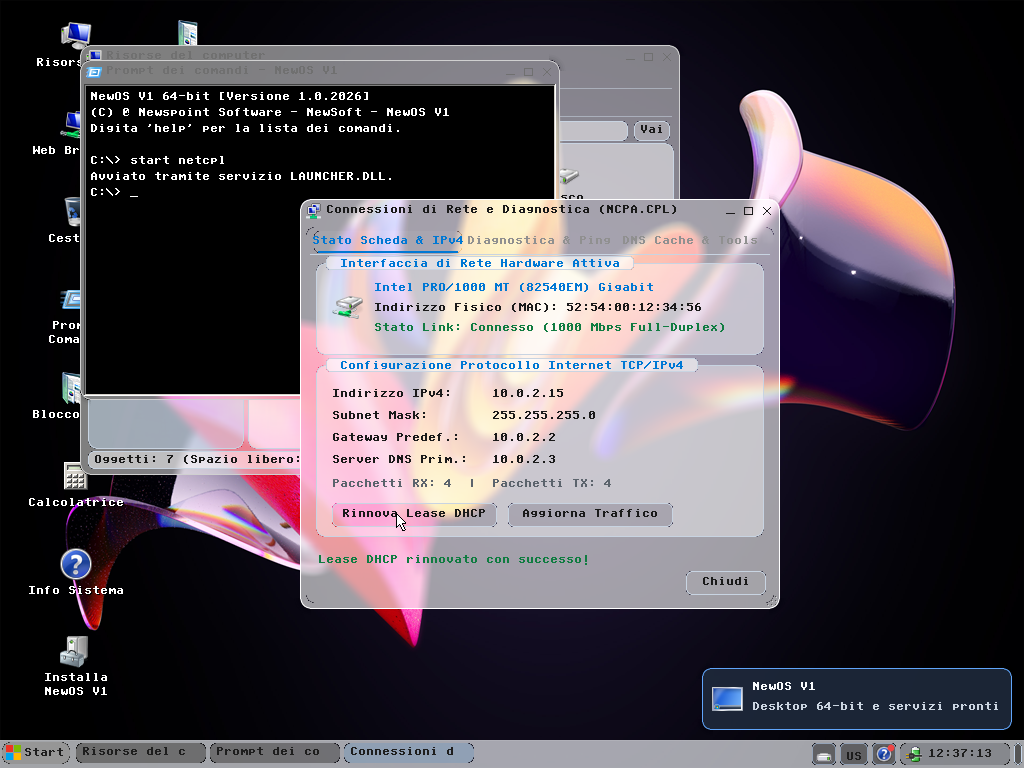 Risorse del computer
Prompt dei comandi - NewOS V1
NewOS V1 64-bit [Versione 1.0.2026]
(C) @ Newspoint Software - NewSoft - NewOS V1
Digita 'help' per la lista dei comandi.
C:\> start netcpl
Avviato tramite servizio LAUNCHER.DLL.
C:\> _
Vai
Connessioni di Rete e Diagnostica (NCPA.CPL)
Stato Scheda & IPv4 Diagnostica & Ping DNS Cache & Tools
Interfaccia di Rete Hardware Attiva
Intel PRO/1000 MT (82540EM) Gigabit
Indirizzo Fisico (MAC): 52:54:00:12:34:56
Stato Link: Connesso (1000 Mbps Full-Duplex)
Configurazione Protocollo Internet TCP/IPv4
Indirizzo IPv4: 10.0.2.15
Subnet Mask: 255.255.255.0
Gateway Predef.: 10.0.2.2
Server DNS Prim.: 10.0.2.3
Pacchetti RX: 4 | Pacchetti TX: 4
Rinnova Lease DHCP Aggiorna Traffico
Lease DHCP rinnovato con successo!
Chiudi
Oggetti: 7 (Spazio libero:
Risors
Web Br
Cest
Pro
Coma
Blocco
Calcolatrice
Info Sistema
Installa
NewOS V1
NewOS V1
Desktop 64-bit e servizi pronti
Start Risorse del c Prompt dei co Connessioni d US 12:37:13